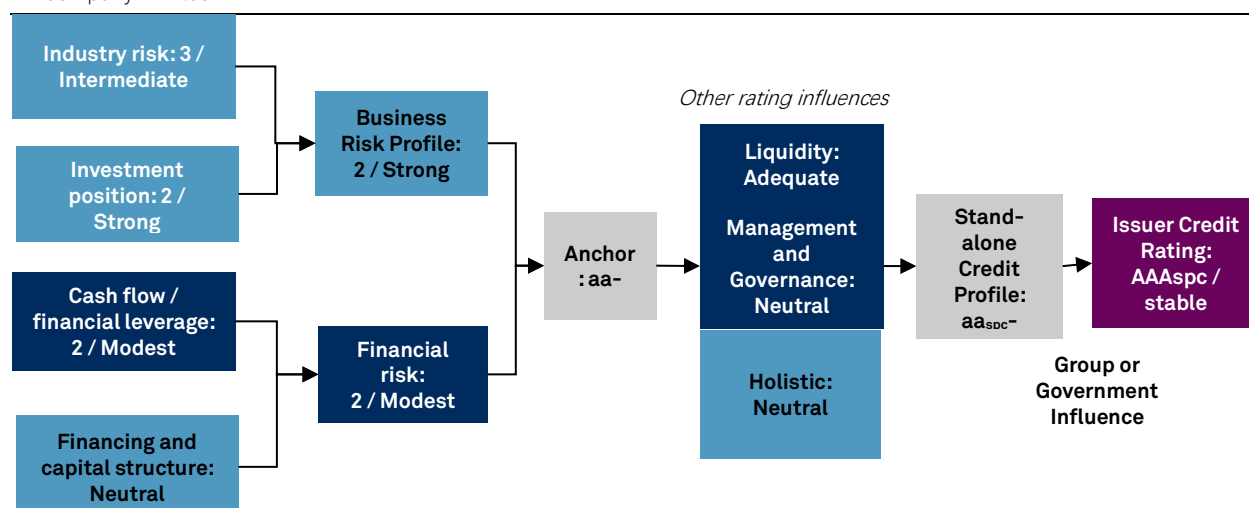 Industry risk: 3 /
Intermediate
Investment
position: 2 /
Strong
Cash flow /
financial leverage:
2 / Modest
Financing and
capital structure:
Neutral
Business
Risk Profile:
2 / Strong
Financial
risk:
2 / Modest
Anchor
: aa-
Other rating influences
Liquidity:
Adequate
Management
and
Governance:
Neutral
Holistic:
Neutral
Stand-
alone
Credit
Profile:
aaspc-
Issuer Credit
Rating:
AAAspc /
stable
Group or
Government
Influence